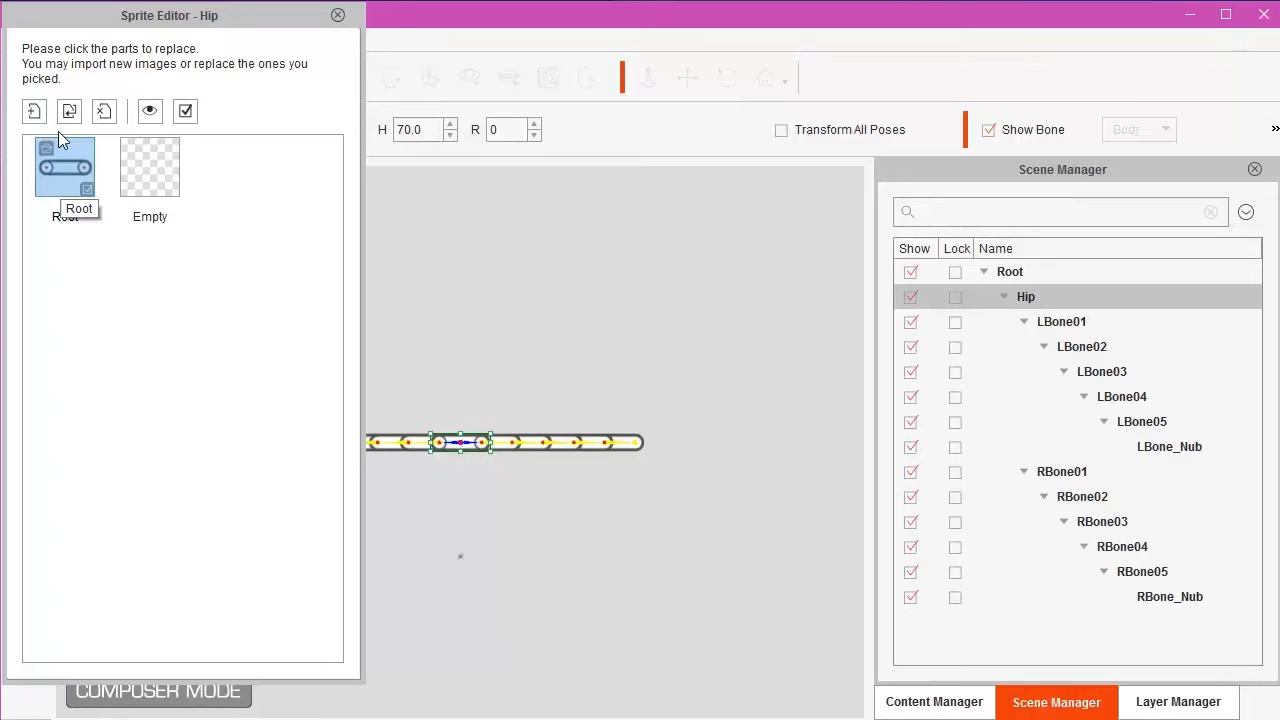 Sprite Editor - Hip
Please click the parts to replace.
You may import new images or replace the ones you
picked.
Root
Root
Empty
H 70.0
R 0
Transform All Poses
Show Bone
Body
Scene Manager
Show Lock Name
Root
Hip
LBone01
LBone02
LBone03
LBone04
LBone05
LBone_Nub
RBone01
RBone02
RBone03
RBone04
RBone05
RBone_Nub
COMPOSER MODE
Content Manager
Scene Manager
Layer Manager